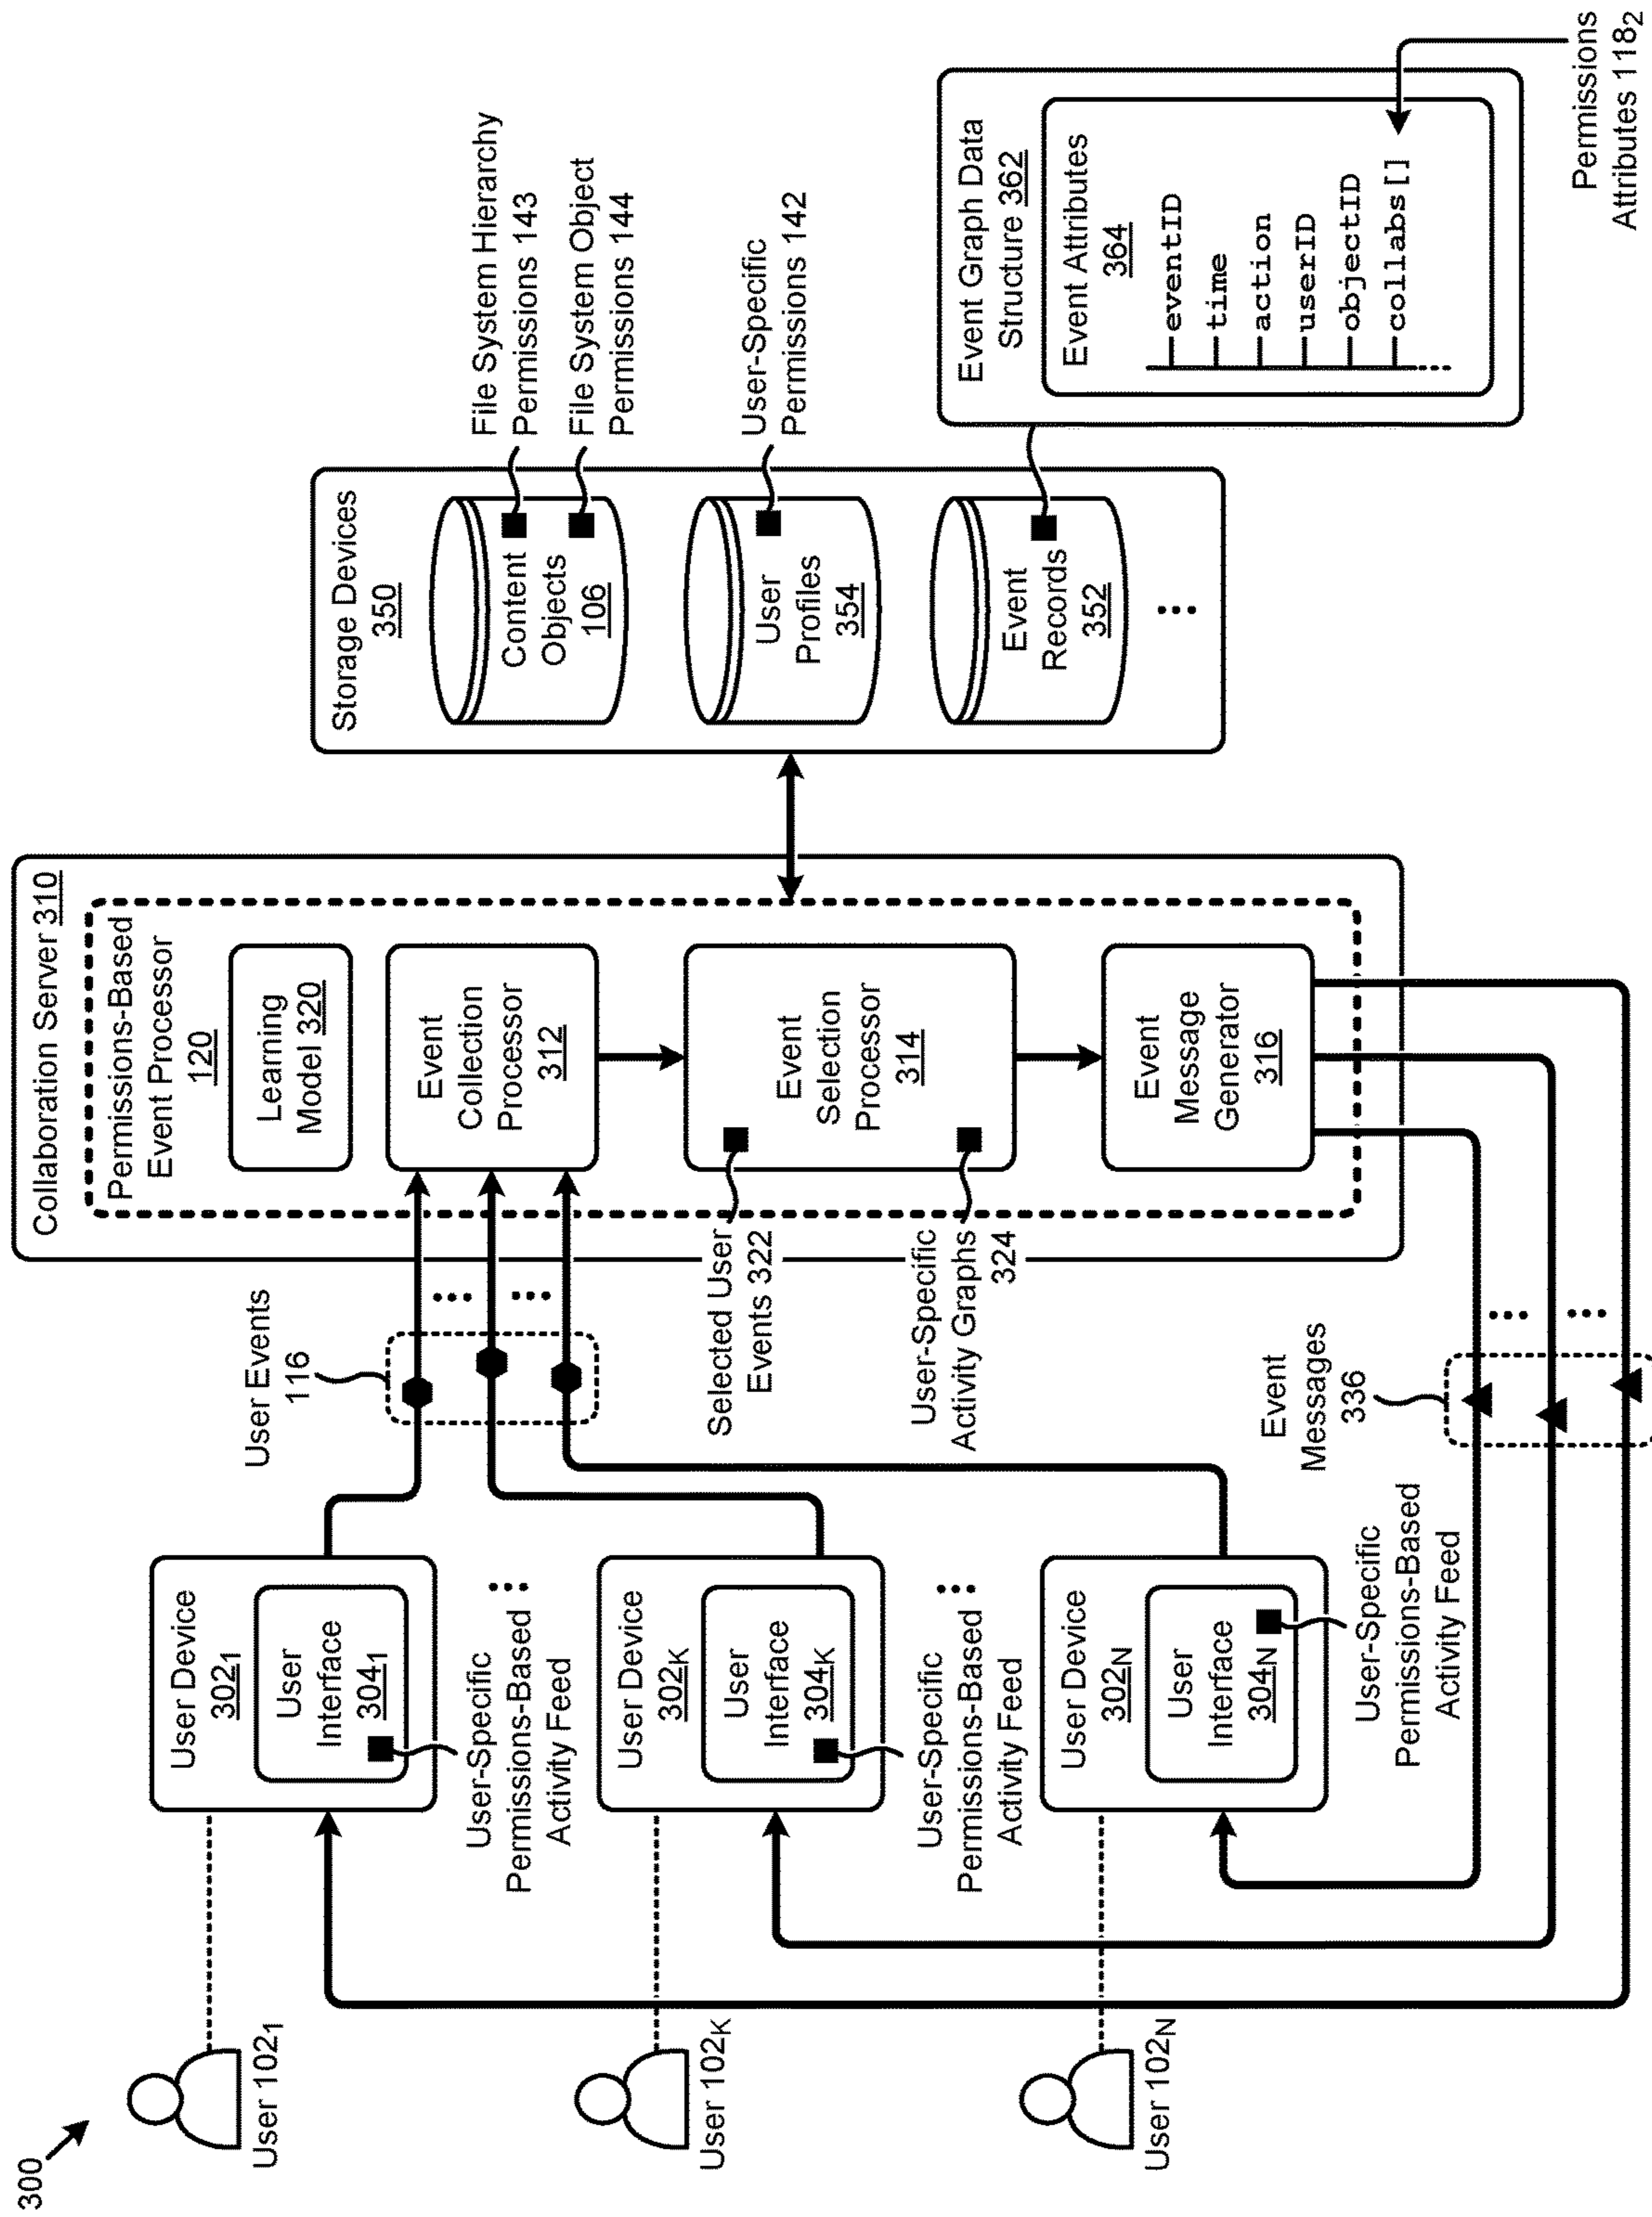 300
User 102₁
User 102K
User 102N
User Device
302₁
User
Interface
304₁
User-Specific
Permissions-Based
Activity Feed
User Device
302K
User
Interface
304K
User-Specific
Permissions-Based
Activity Feed
User Device
302N
User
Interface
304N
User-Specific
Permissions-Based
Activity Feed
User Events
116
Selected User
Events 322
User-Specific
Activity Graphs
324
Event
Messages
336
Collaboration Server 310
Permissions-Based
Event Processor
120
Learning
Model 320
Event
Collection
Processor
312
Event
Selection
Processor
314
Event
Message
Generator
316
Storage Devices
350
Content
Objects
106
User
Profiles
354
Event
Records
352
File System Hierarchy
Permissions 143
File System Object
Permissions 144
User-Specific
Permissions 142
Event Graph Data
Structure 362
Event Attributes
364
eventID
time
action
userID
objectID
collabs[]
Permissions
Attributes 118₂